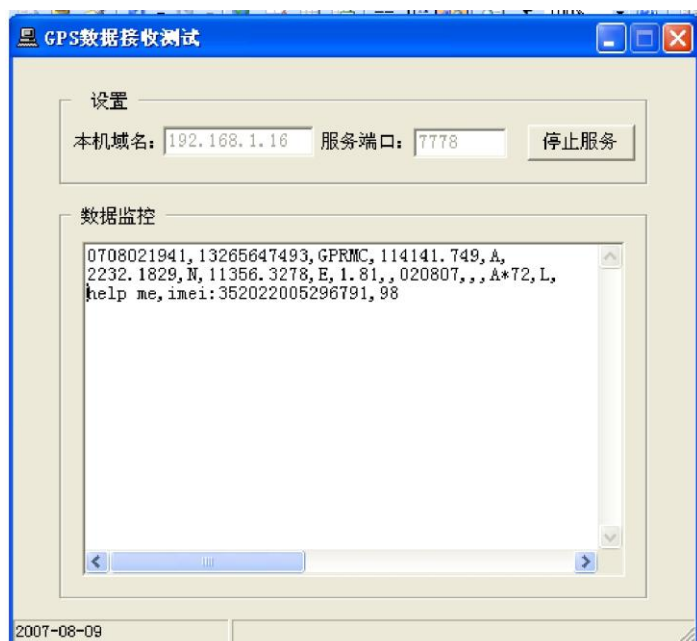 GPS数据接收测试
设置
本机域名： 192.168.1.16 服务端口： 7778 停止服务
数据监控
0708021941,13265647493,GPRMC,114141.749,A,
2232.1829,N,11356.3278,E,1.81,,020807,,,A*72,L,
help me,imei:352022005296791,98
2007-08-09